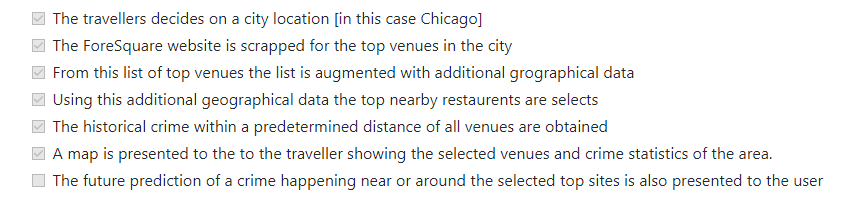 The travellers decides on a city location [in this case Chicago]
The ForeSquare website is scrapped for the top venues in the city
From this list of top venues the list is augmented with additional grographical data
Using this additional geographical data the top nearby restaurents are selects
The historical crime within a predetermined distance of all venues are obtained
A map is presented to the to the traveller showing the selected venues and crime statistics of the area.
The future prediction of a crime happening near or around the selected top sites is also presented to the user